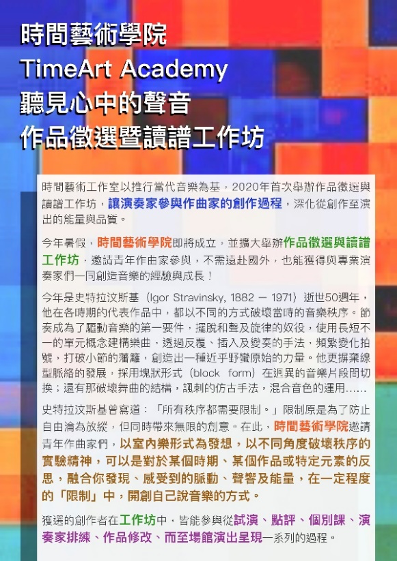 時間藝術學院
TimeArt Academy
聽見心中的聲音
作品徵選暨讀譜工作坊
時間藝術工作室以推行當代音樂為基，2020年首次舉辦作品徵選與
讀譜工作坊，讓演奏家參與作曲家的創作過程，深化從創作至演
出的能量與品質。
今年暑假，時間藝術學院即將成立，並擴大舉辦作品徵選與讀譜
工作坊，邀請青年作曲家參與，不需遠赴國外，也能獲得與專業演
奏家們一同創造音樂的經驗與成長！
今年是史特拉汶斯基（Igor Stravinsky, 1882 － 1971）逝世50週年，
他在各時期的代表作品中，都以不同的方式破壞當時的音樂秩序。節
奏成為了驅動音樂的第一要件，擺脫和聲及旋律的奴役，使用長短不
一的單元概念建構樂曲，透過反覆、插入及變奏的手法，頻繁變化拍
號，打破小節的藩籬，創造出一種近乎野蠻原始的力量。他更摒棄線
型脈絡的發展，採用塊狀形式（block form）在迥異的音樂片段間切
換；還有那破壞舞曲的結構，諷刺的仿古手法，混合音色的運用……
史特拉汶斯基曾寫道：「所有秩序都需要限制。」限制原是為了防止
自由淪為放縱，但同時帶來無限的創意。在此，時間藝術學院邀請
青年作曲家們，以室內樂形式為發想，以不同角度破壞秩序的
實驗精神，可以是對於某個時期、某個作品或特定元素的反
思，融合你發現、感受到的脈動、聲響及能量，在一定程度
的「限制」中，開創自己說音樂的方式。
獲選的創作者在工作坊中，皆能參與從試演、點評、個別課、演
奏家排練、作品修改、而至場館演出呈現一系列的過程。